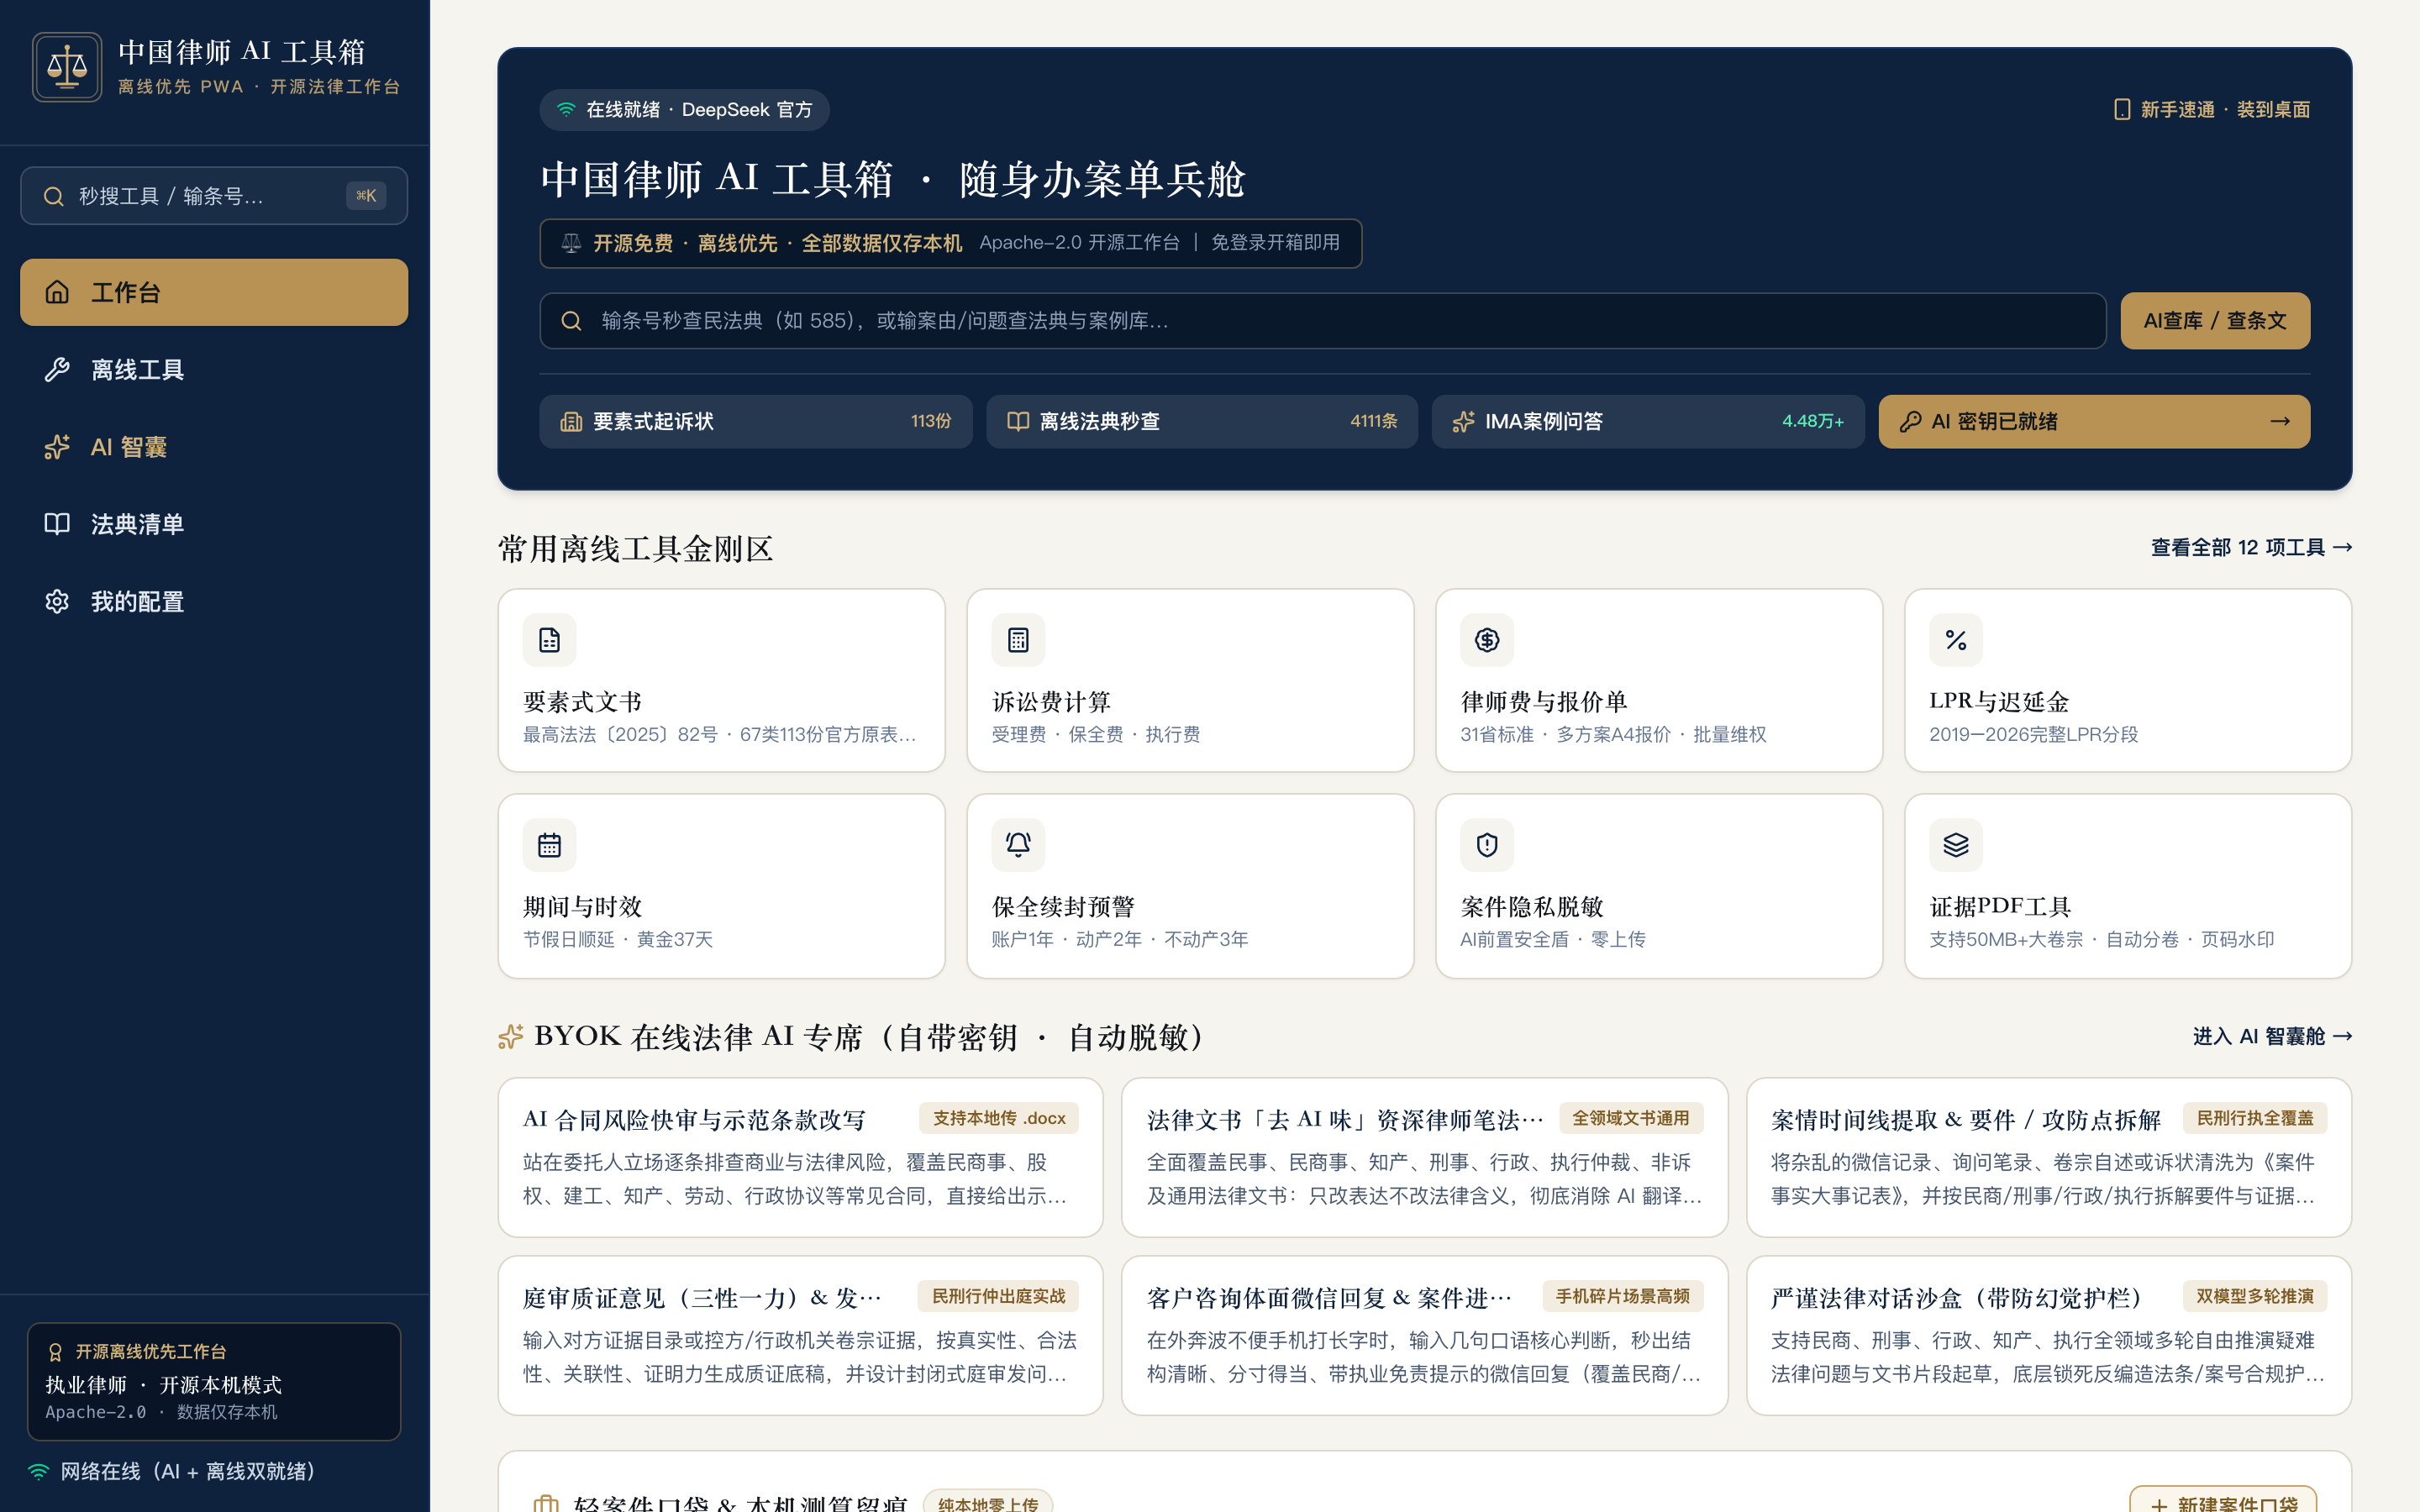 中国律师 AI 工具箱
离线优先 PWA · 开源法律工作台
秒搜工具 / 输条号...
⌘K
工作台
离线工具
AI 智囊
法典清单
我的配置
开源离线优先工作台
执业律师 · 开源本机模式
Apache-2.0 · 数据仅存本机
网络在线（AI + 离线双就绪）
在线就绪 · DeepSeek 官方
新手速通 · 装到桌面
中国律师 AI 工具箱 · 随身办案单兵舱
开源免费 · 离线优先 · 全部数据仅存本机 Apache-2.0 开源工作台 | 免登录开箱即用
输条号秒查民法典（如 585），或输案由/问题查法典与案例库...
AI查库 / 查条文
要素式起诉状 113份
离线法典秒查 4111条
IMA案例问答 4.48万+
AI 密钥已就绪 →
常用离线工具金刚区
查看全部 12 项工具 →
要素式文书
最高法法〔2025〕82号 · 67类113份官方原表...
诉讼费计算
受理费 · 保全费 · 执行费
律师费与报价单
31省标准 · 多方案A4报价 · 批量维权
LPR与迟延金
2019—2026完整LPR分段
期间与时效
节假日顺延 · 黄金37天
保全续封预警
账户1年 · 动产2年 · 不动产3年
案件隐私脱敏
AI前置安全盾 · 零上传
证据PDF工具
支持50MB+大卷宗 · 自动分卷 · 页码水印
BYOK 在线法律 AI 专席（自带密钥 · 自动脱敏）
进入 AI 智囊舱 →
AI 合同风险快审与示范条款改写
支持本地传 .docx
站在委托人立场逐条排查商业与法律风险，覆盖民商事、股
权、建工、知产、劳动、行政协议等常见合同，直接给出示...
法律文书「去 AI 味」资深律师笔法...
全领域文书通用
全面覆盖民事、民商事、知产、刑事、行政、执行仲裁、非诉
及通用法律文书：只改表达不改法律含义，彻底消除 AI 翻译...
案情时间线提取 & 要件 / 攻防点拆解
民刑行执全覆盖
将杂乱的微信记录、询问笔录、卷宗自述或诉状清洗为《案件
事实大事记表》，并按民商/刑事/行政/执行拆解要件与证据...
庭审质证意见（三性一力）& 发...
民刑行仲出庭实战
输入对方证据目录或控方/行政机关卷宗证据，按真实性、合法
性、关联性、证明力生成质证底稿，并设计封闭式庭审发问...
客户咨询体面微信回复 & 案件进...
手机碎片场景高频
在外奔波不便手机打长字时，输入几句口语核心判断，秒出结
构清晰、分寸得当、带执业免责提示的微信回复（覆盖民商/...
严谨法律对话沙盒（带防幻觉护栏）
双模型多轮推演
支持民商、刑事、行政、知产、执行全领域多轮自由推演疑难
法律问题与文书片段起草，底层锁死反编造法条/案号合规护...
轻案件口袋 & 本机测算留痕
纯本地零上传
+ 新建案件口袋